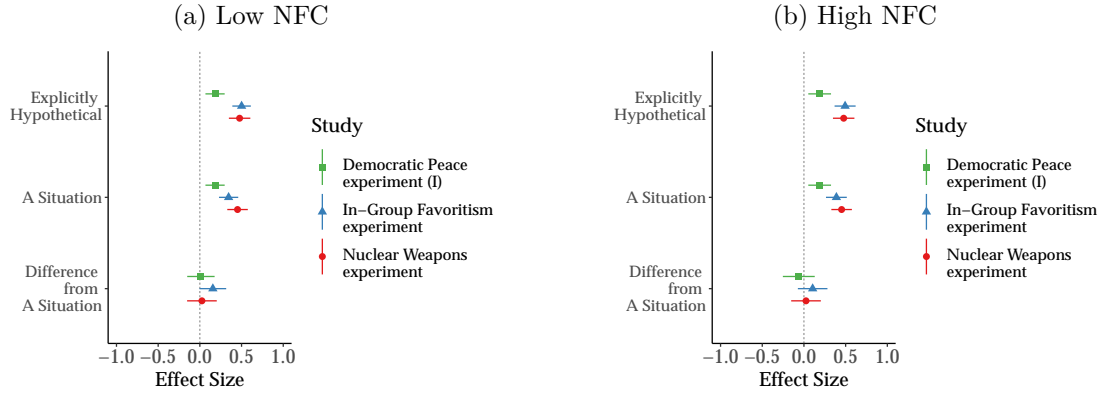 (a) Low NFC
Explicitly
Hypothetical
A Situation
Difference
from
A Situation
−1.0 −0.5 0.0 0.5 1.0
Effect Size
Study
Democratic Peace
experiment (I)
In−Group Favoritism
experiment
Nuclear Weapons
experiment
(b) High NFC
Explicitly
Hypothetical
A Situation
Difference
from
A Situation
−1.0 −0.5 0.0 0.5 1.0
Effect Size
Study
Democratic Peace
experiment (I)
In−Group Favoritism
experiment
Nuclear Weapons
experiment